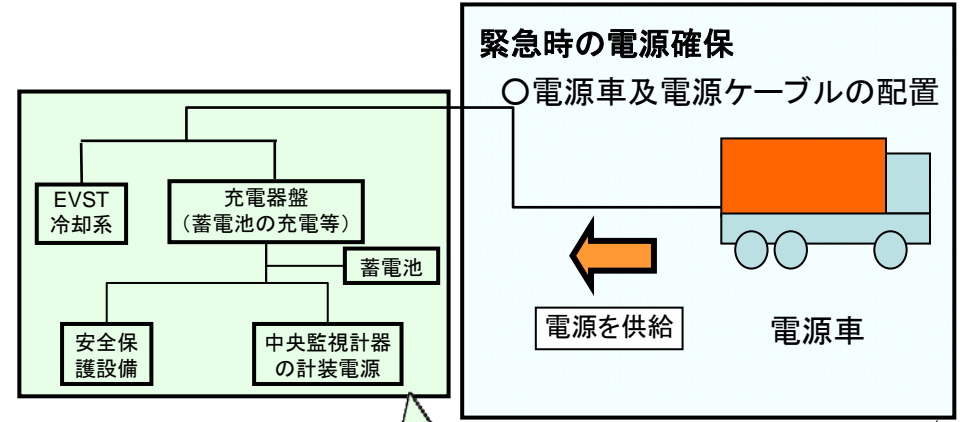 緊急時の電源確保
○電源車及電源ケーブルの配置
EVST
冷却系
充電器盤
（蓄電池の充電等）
蓄電池
安全保
護設備
中央監視計器
の計装電源
電源を供給
電源車